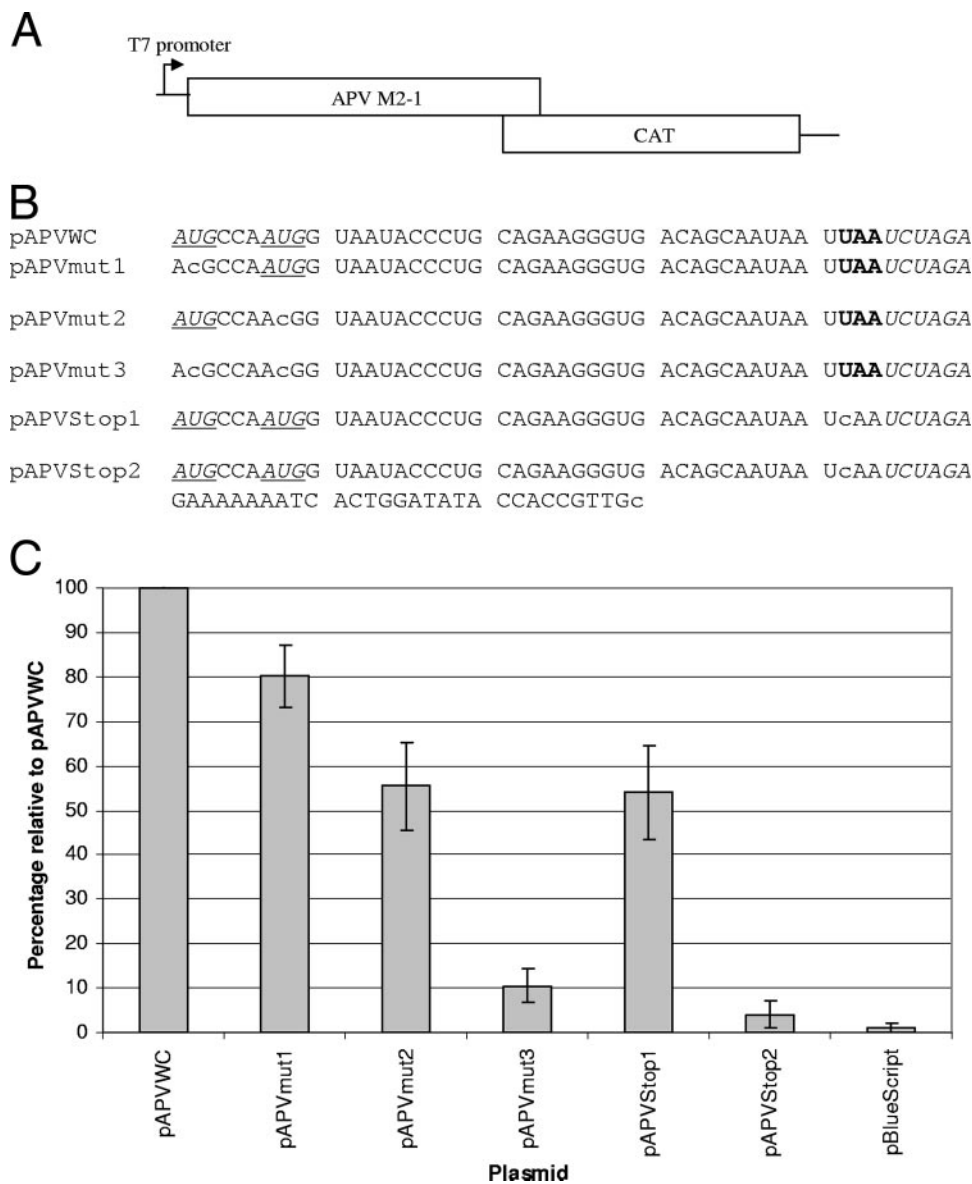 A
T7 promoter
APV M2-1
CAT
B
pAPVWC AUGCCAAUGG UAAUACCCUG CAGAAGGGUG ACAGCAAUAA UUAAUCUAGA
pAPVmut1 AcGCCAAUGG UAAUACCCUG CAGAAGGGUG ACAGCAAUAA UUAAUCUAGA
pAPVmut2 AUGCCAAcGG UAAUACCCUG CAGAAGGGUG ACAGCAAUAA UUAAUCUAGA
pAPVmut3 AcGCCAAcGG UAAUACCCUG CAGAAGGGUG ACAGCAAUAA UUAAUCUAGA
pAPVStop1 AUGCCAAUGG UAAUACCCUG CAGAAGGGUG ACAGCAAUAA UcAAUCUAGA
pAPVStop2 AUGCCAAUGG UAAUACCCUG CAGAAGGGUG ACAGCAAUAA UcAAUCUAGA
GAAAAAAATC ACTGGATATA CCACCGTTGc
C
Percentage relative to pAPVWC
100
90
80
70
60
50
40
30
20
10
0
pAPVWC
pAPVmut1
pAPVmut2
pAPVmut3
pAPVStop1
pAPVStop2
pBlueScript
Plasmid